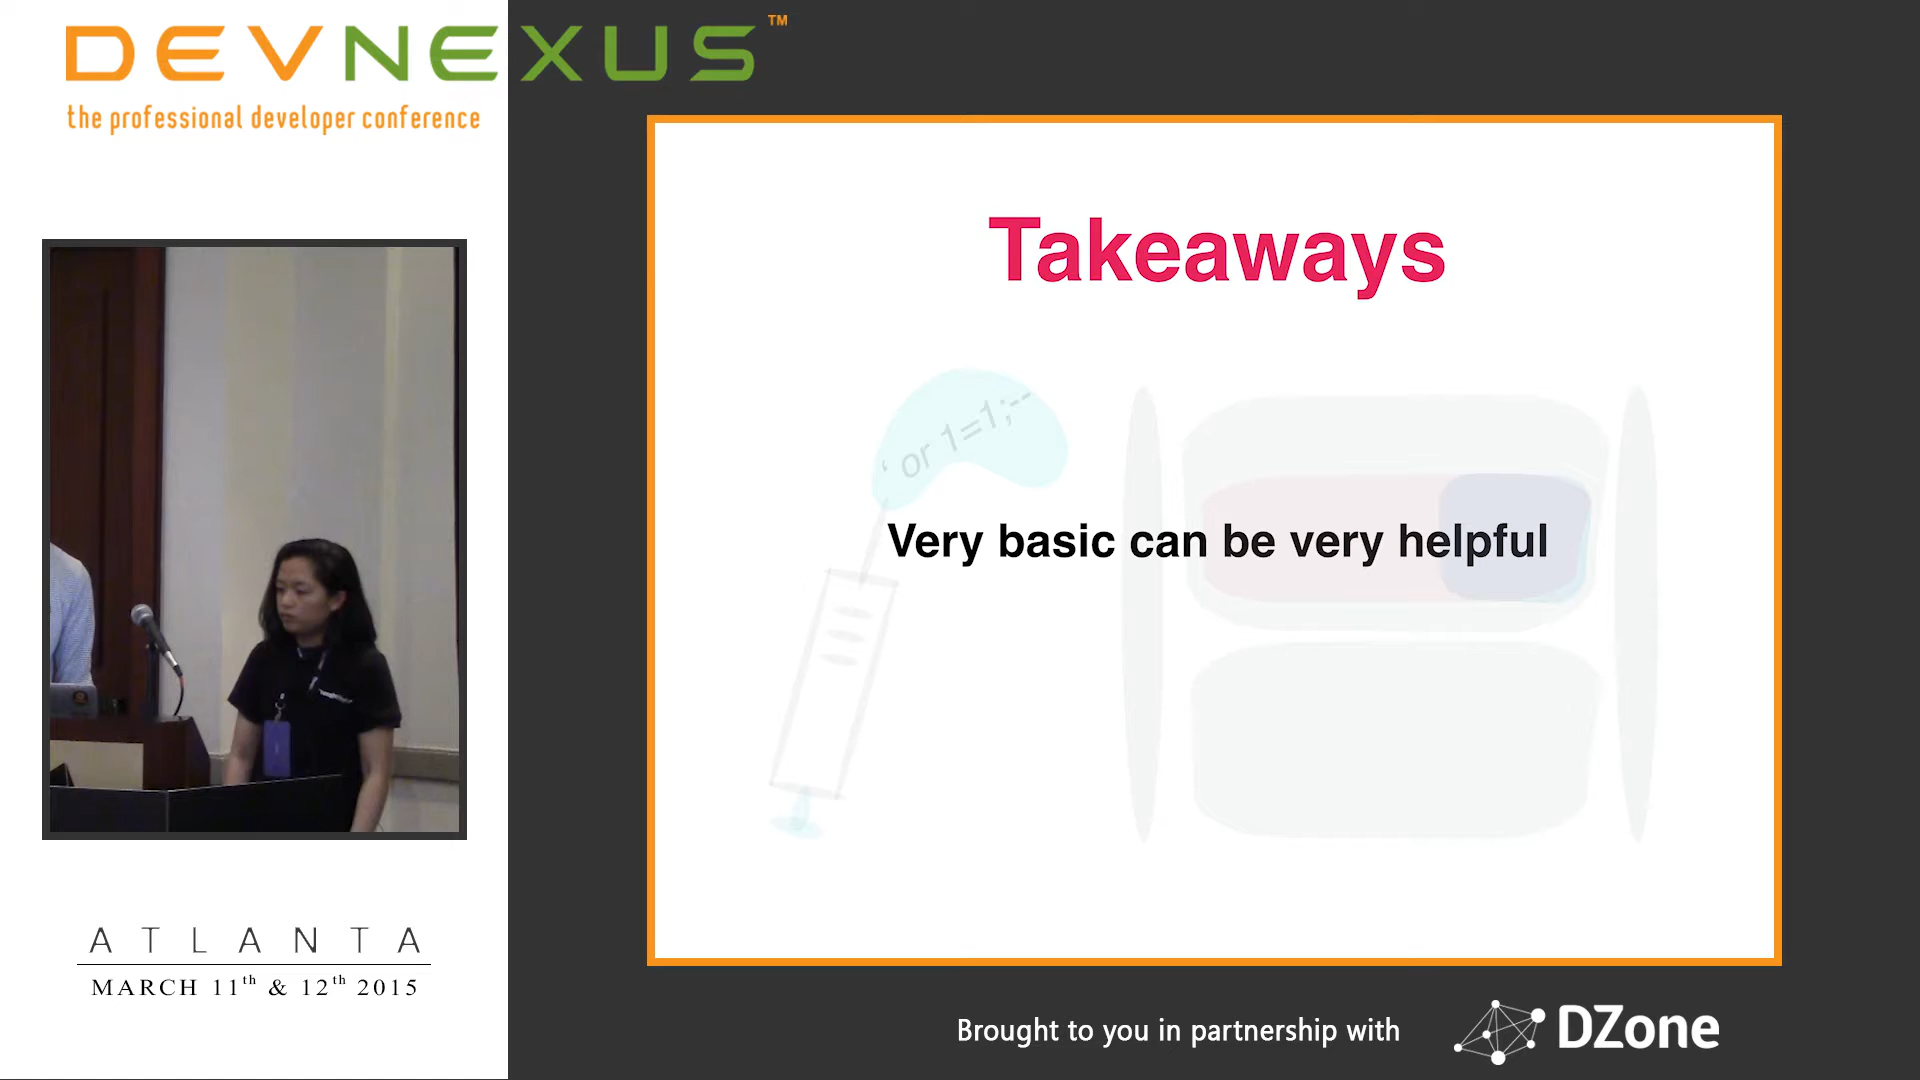 DEVNEXUS™
the professional developer conference
Takeaways
' or 1=1;--
Very basic can be very helpful
ATLANTA
MARCH 11th & 12th 2015
Brought to you in partnership with
DZone